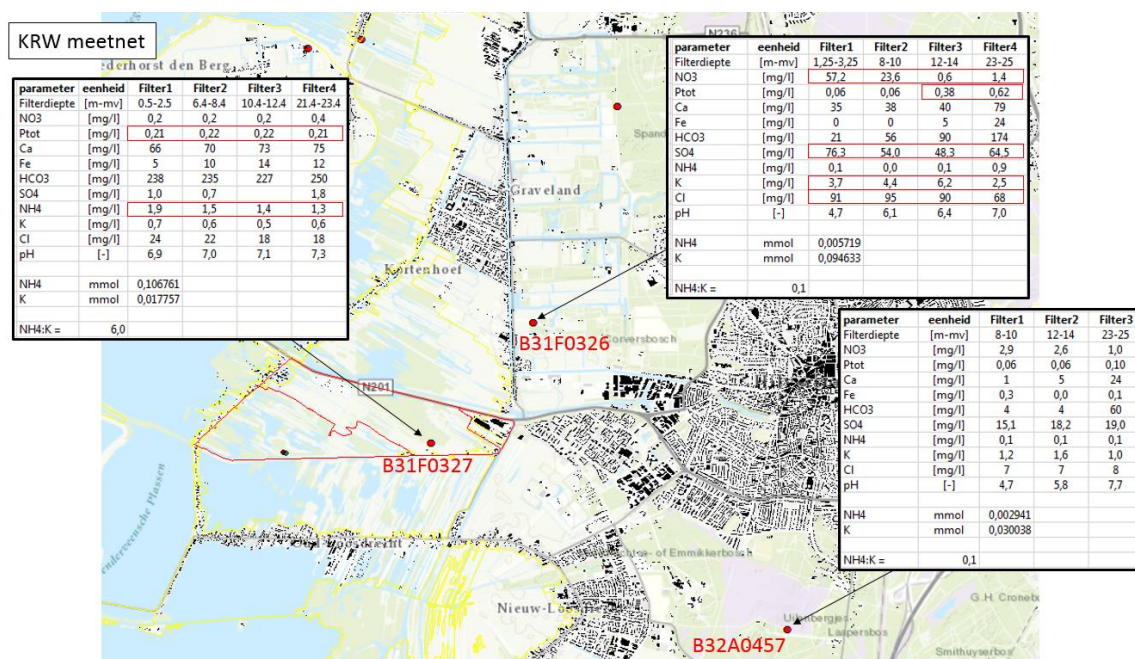 KRW meetnet
N236
ederhorst den Berg
parameter eenheid Filter1 Filter2 Filter3 Filter4
Filterdiepte [m-mv] 0.5-2.5 6.4-8.4 10.4-12.4 21.4-23.4
NO3 [mg/l] 0,2 0,2 0,2 0,4
Ptot [mg/l] 0,21 0,22 0,22 0,21
Ca [mg/l] 66 70 73 75
Fe [mg/l] 5 10 14 12
HCO3 [mg/l] 238 235 227 250
SO4 [mg/l] 1,0 0,7 1,8
NH4 [mg/l] 1,9 1,5 1,4 1,3
K [mg/l] 0,7 0,6 0,5 0,6
Cl [mg/l] 24 22 18 18
pH [-] 6,9 7,0 7,1 7,3
NH4 mmol 0,106761
K mmol 0,017757
NH4:K = 6,0
parameter eenheid Filter1 Filter2 Filter3 Filter4
Filterdiepte [m-mv] 1,25-3,25 8-10 12-14 23-25
NO3 [mg/l] 57,2 23,6 0,6 1,4
Ptot [mg/l] 0,06 0,06 0,38 0,62
Ca [mg/l] 35 38 40 79
Fe [mg/l] 0 0 5 24
HCO3 [mg/l] 21 56 90 174
SO4 [mg/l] 76,3 54,0 48,3 64,5
NH4 [mg/l] 0,1 0,0 0,1 0,9
K [mg/l] 3,7 4,4 6,2 2,5
Cl [mg/l] 91 95 90 68
pH [-] 4,7 6,1 6,4 7,0
NH4 mmol 0,005719
K mmol 0,094633
NH4:K = 0,1
Spand
Graveland
Kortenhoef
B31F0326
orversbosch
N201
B31F0327
parameter eenheid Filter1 Filter2 Filter3
Filterdiepte [m-mv] 8-10 12-14 23-25
NO3 [mg/l] 2,9 2,6 1,0
Ptot [mg/l] 0,06 0,06 0,10
Ca [mg/l] 1 5 24
Fe [mg/l] 0,3 0,0 0,1
HCO3 [mg/l] 4 4 60
SO4 [mg/l] 15,1 18,2 19,0
NH4 [mg/l] 0,1 0,1 0,1
K [mg/l] 1,2 1,6 1,0
Cl [mg/l] 7 7 8
pH [-] 4,7 5,8 7,7
NH4 mmol 0,002941
K mmol 0,030038
NH4:K = 0,1
enderveensche Plassen
of Emmikkerbosch
G.H. Crone
B32A0457
Smithuyserbos